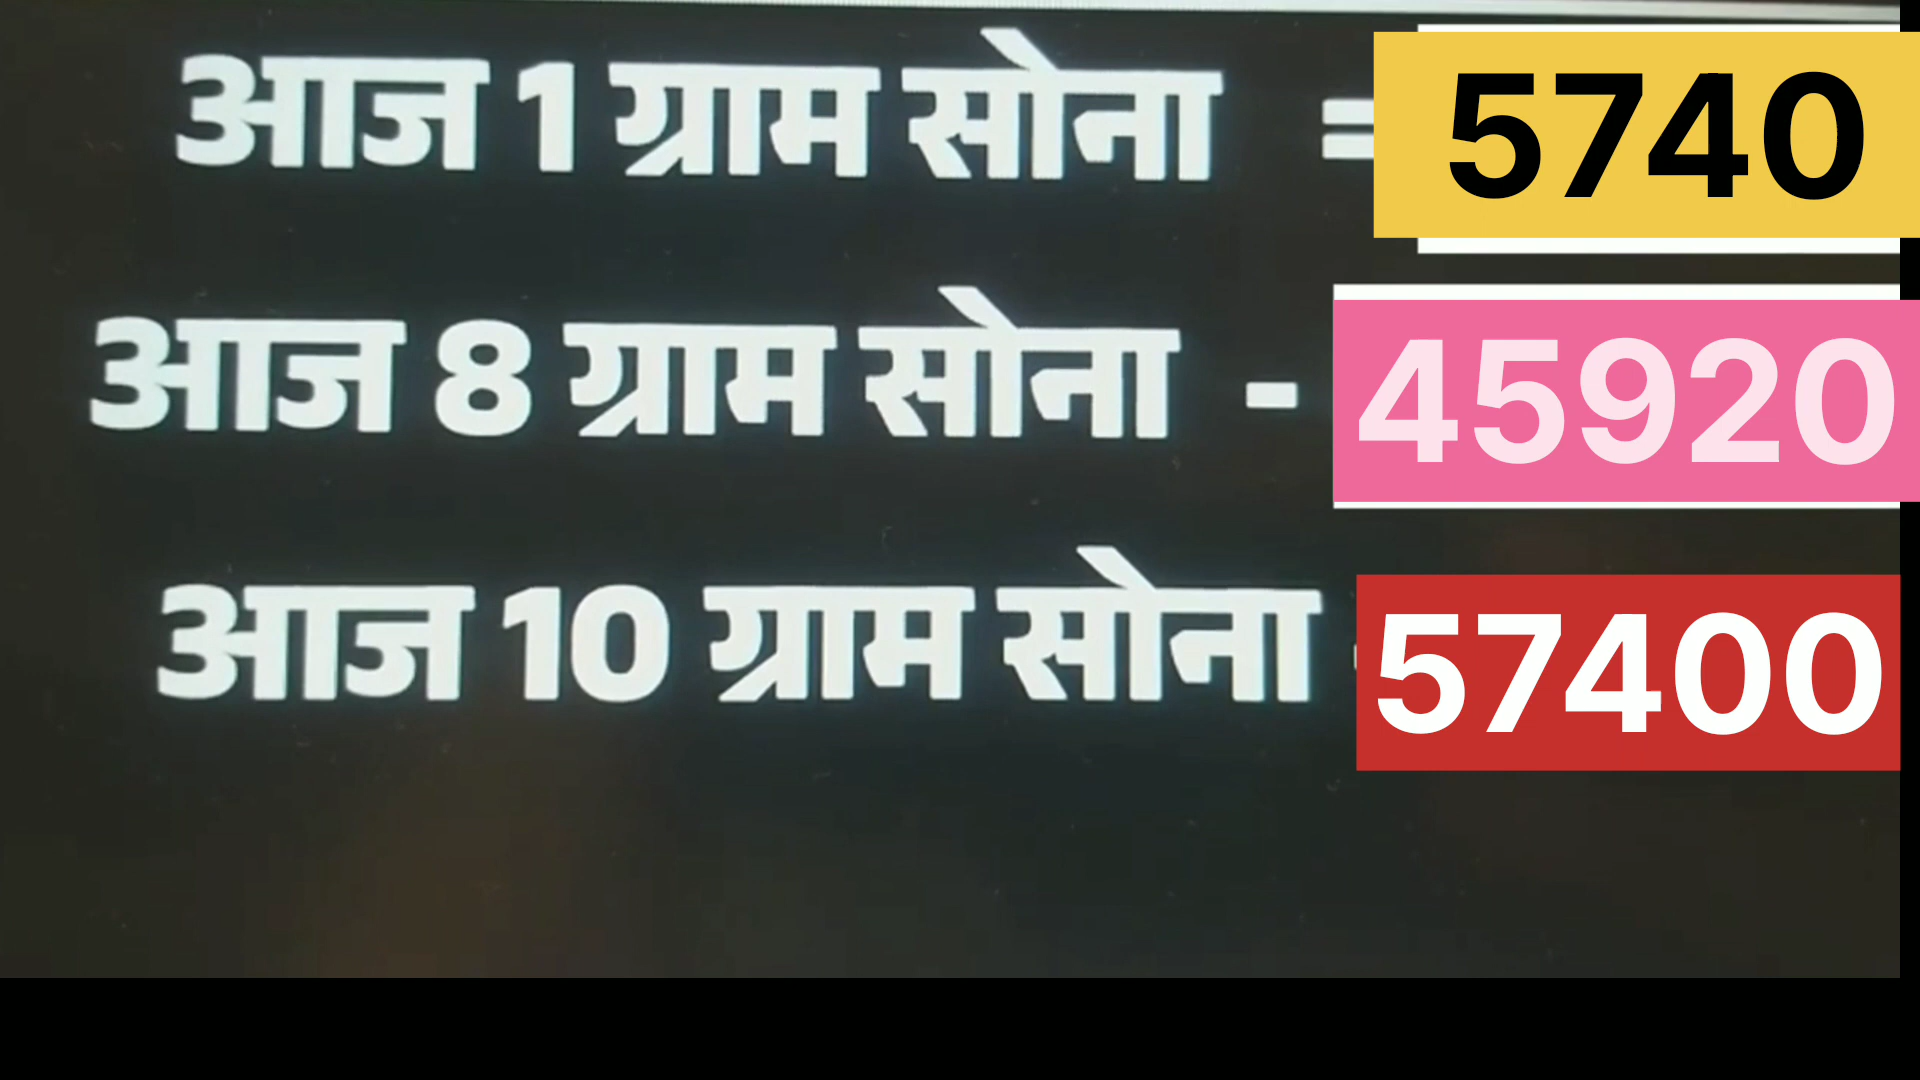 आज 1 ग्राम सोना = 5740
आज 8 ग्राम सोना - 45920
आज 10 ग्राम सोना - 57400